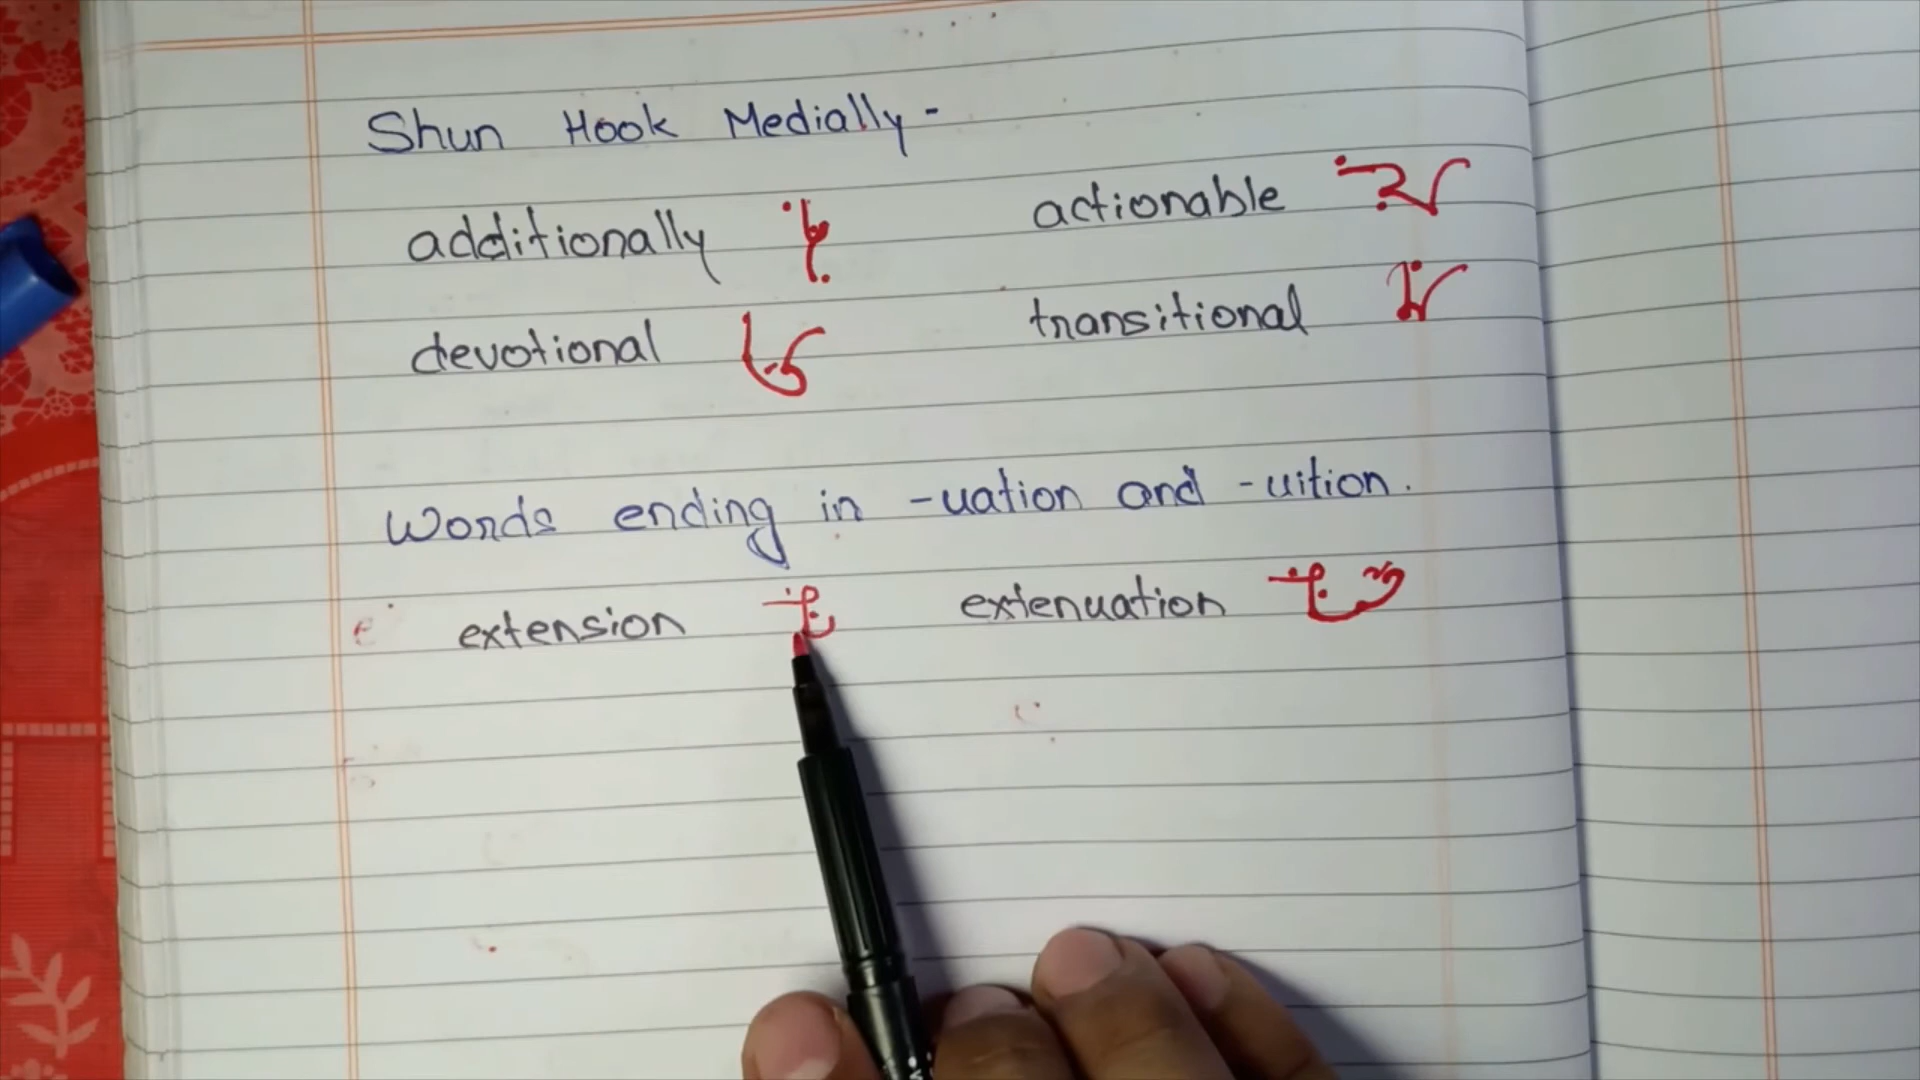 Shun Hook Medially -
additionally actionable
devotional transitional
Words ending in -uation and -uition.
extension extenuation